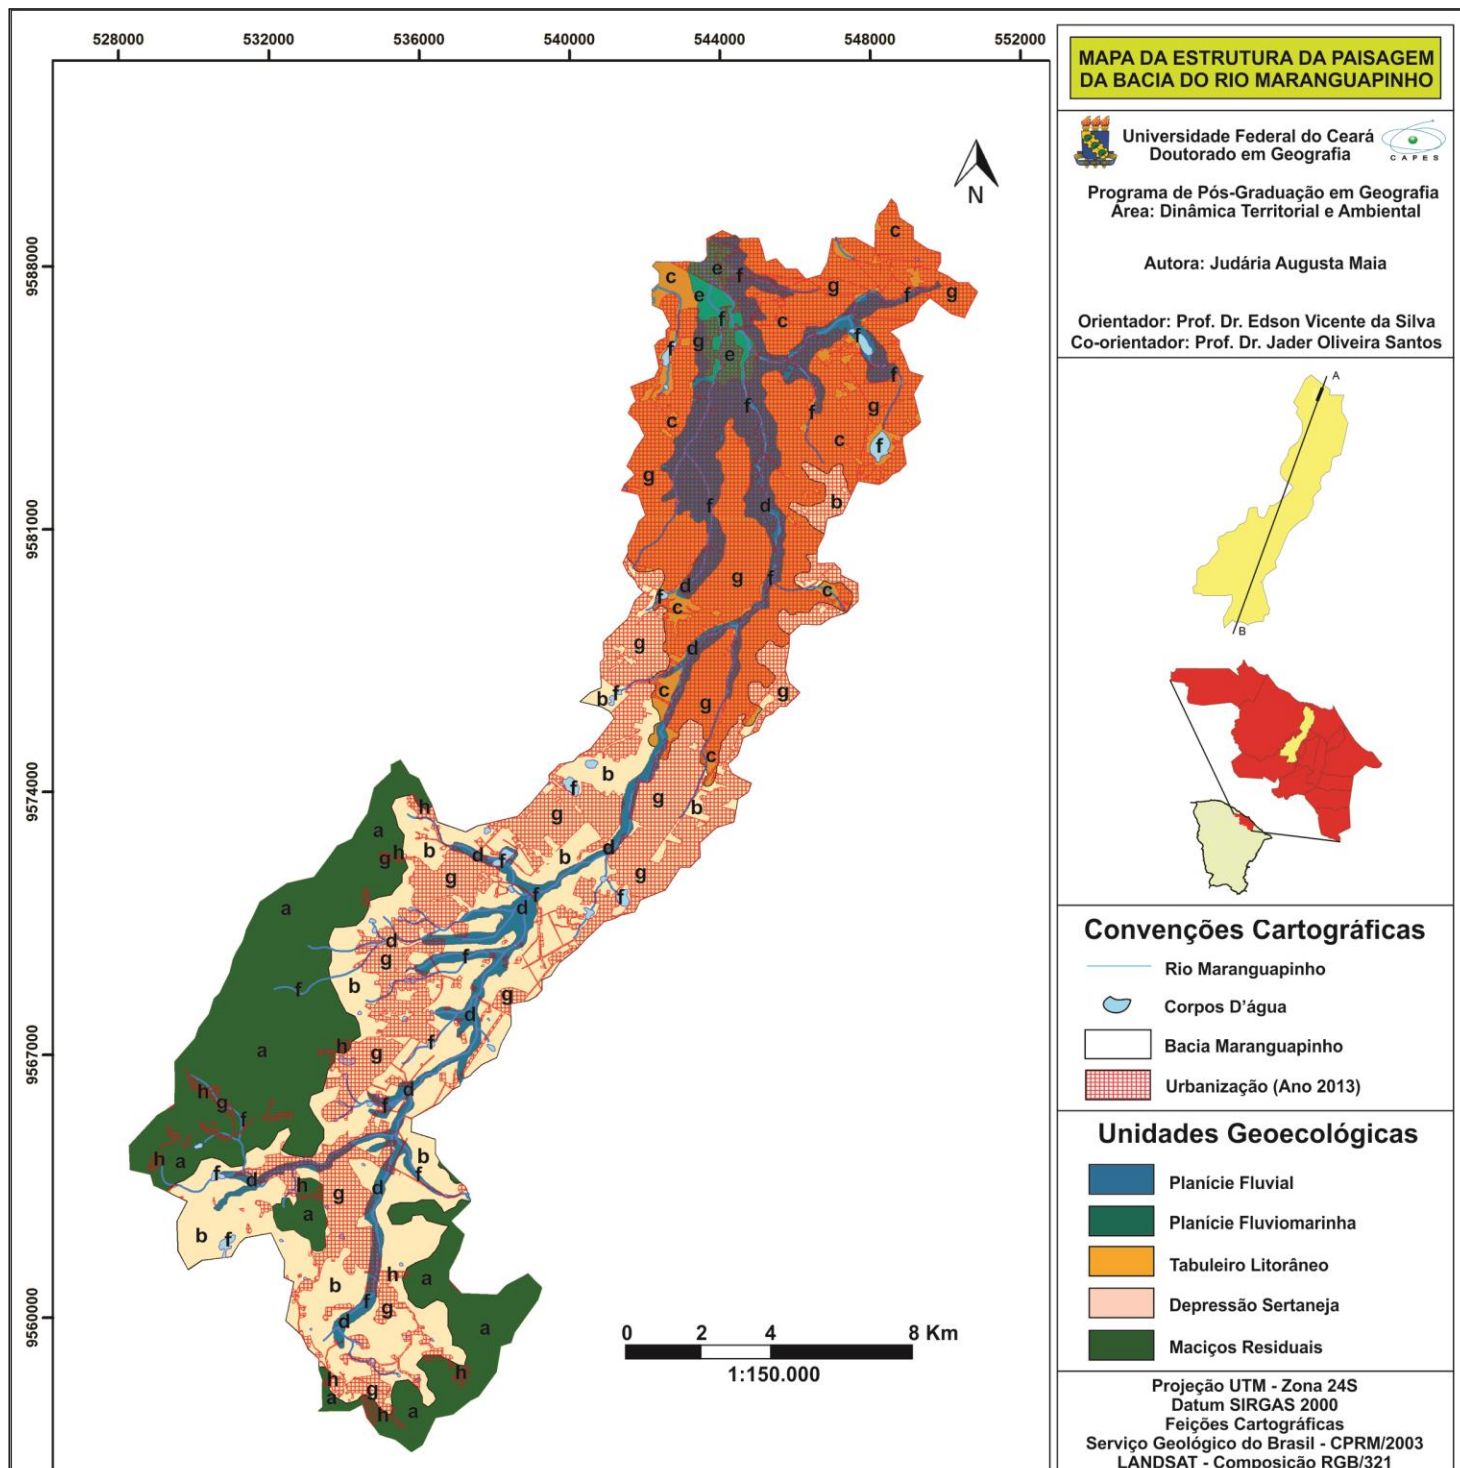 528000
532000
536000
540000
544000
548000
552000
9588000
9581000
9574000
9567000
9560000
N
c
c
e
f
e
f
g
f
g
c
f
g
e
f
f
f
f
g
c
c
f
g
f
d
b
g
d
f
f
c
c
g
d
b
f
c
g
g
c
b
f
g
b
g
h
a
h
g
b
d
f
b
d
g
f
d
f
g
a
d
g
f
b
f
g
d
a
h
g
f
h
g
f
d
f
h
a
f
d
h
g
a
b
f
d
b
f
b
h
a
f
g
d
a
h
a
g
h
a
h
0 2 4 8 Km
1:150.000
MAPA DA ESTRUTURA DA PAISAGEM
DA BACIA DO RIO MARANGUAPINHO
Universidade Federal do Ceará
Doutorado em Geografia
CAPES
Programa de Pós-Graduação em Geografia
Área: Dinâmica Territorial e Ambiental
Autora: Judária Augusta Maia
Orientador: Prof. Dr. Edson Vicente da Silva
Co-orientador: Prof. Dr. Jader Oliveira Santos
A
B
Convenções Cartográficas
Rio Maranguapinho
Corpos D'água
Bacia Maranguapinho
Urbanização (Ano 2013)
Unidades Geoecológicas
Planície Fluvial
Planície Fluviomarinha
Tabuleiro Litorâneo
Depressão Sertaneja
Maciços Residuais
Projeção UTM - Zona 24S
Datum SIRGAS 2000
Feições Cartográficas
Serviço Geológico do Brasil - CPRM/2003
LANDSAT - Composição RGB/321